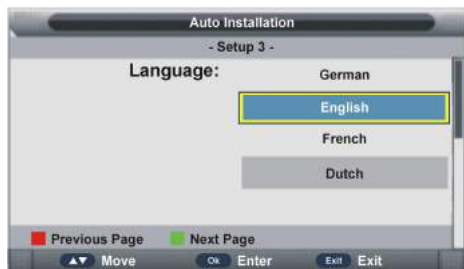 Auto Installation
- Setup 3 -
Language: German
English
French
Dutch
Previous Page Next Page
Move Ok Enter Exit Exit